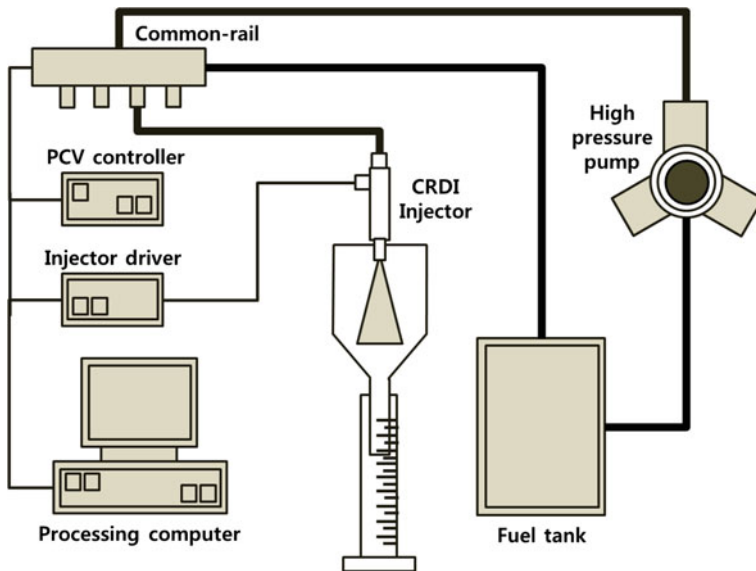 Common-rail
High
pressure
pump
PCV controller
CRDI
Injector
Injector driver
Processing computer
Fuel tank